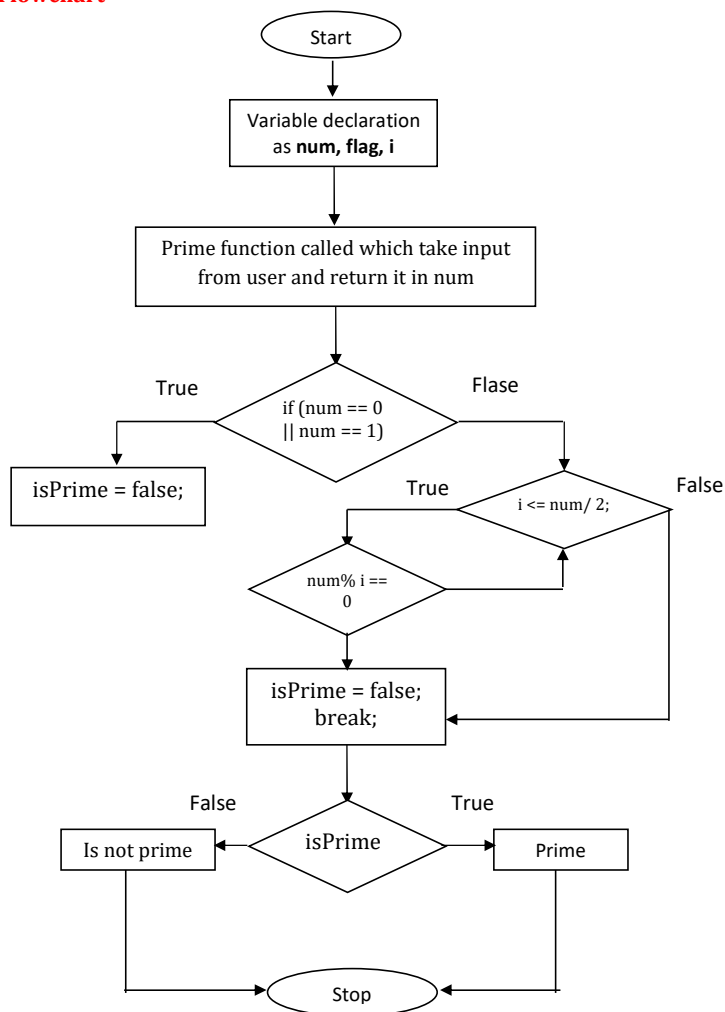 Flowchart
Start
Variable declaration
as num, flag, i
Prime function called which take input
from user and return it in num
True
Flase
if (num == 0
|| num == 1)
isPrime = false;
True
i <= num/ 2;
False
num% i ==
0
isPrime = false;
break;
False
True
Is not prime
isPrime
Prime
Stop